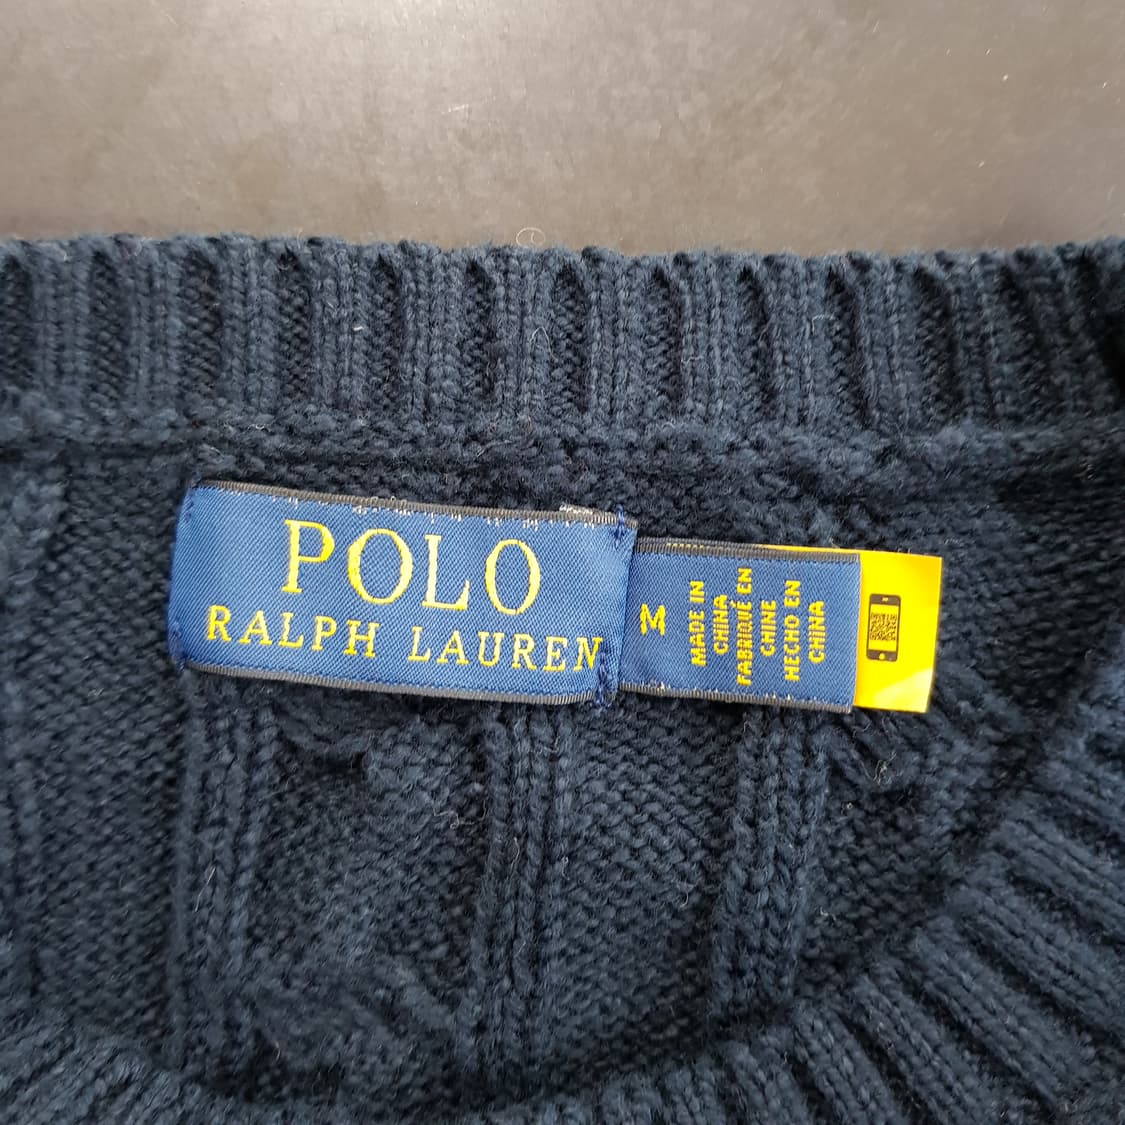 POLO
RALPH LAUREN
M
MADE IN
CHINA
FABRIQUÉ EN
CHINE
HECHO EN
CHINA